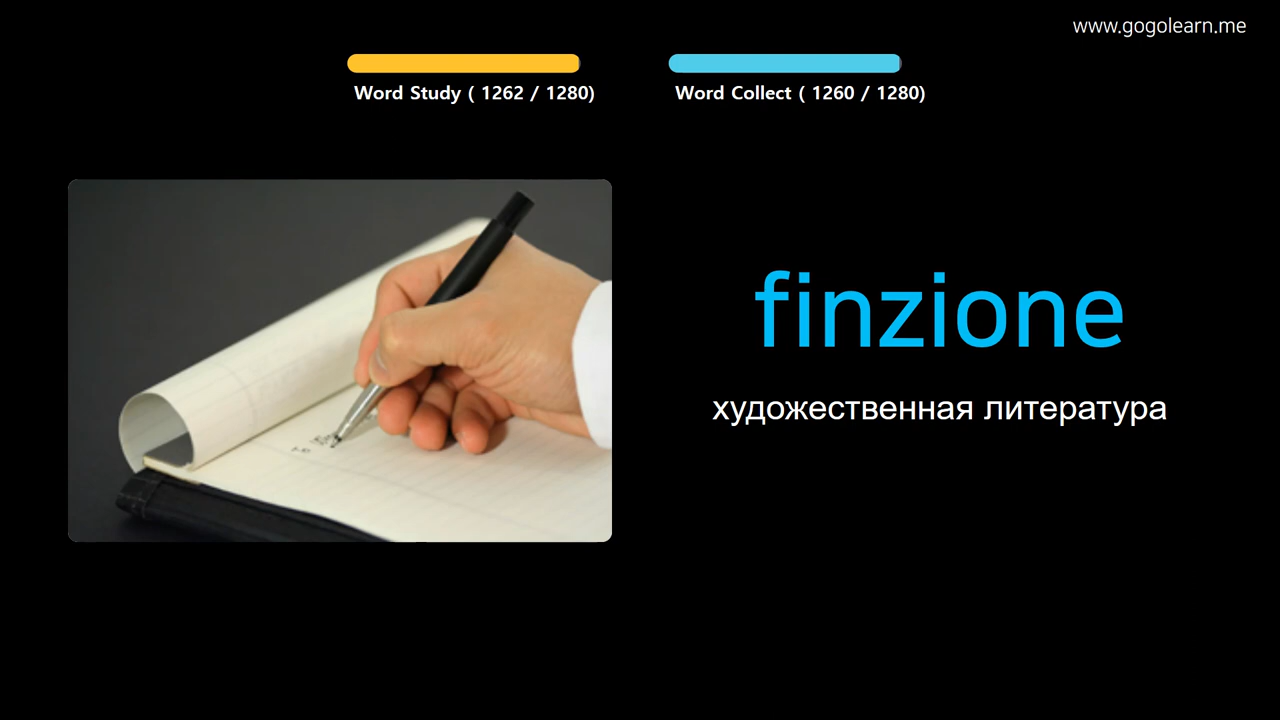 www.gogolearn.me
Word Study ( 1262 / 1280)
Word Collect ( 1260 / 1280)
finzione
художественная литература